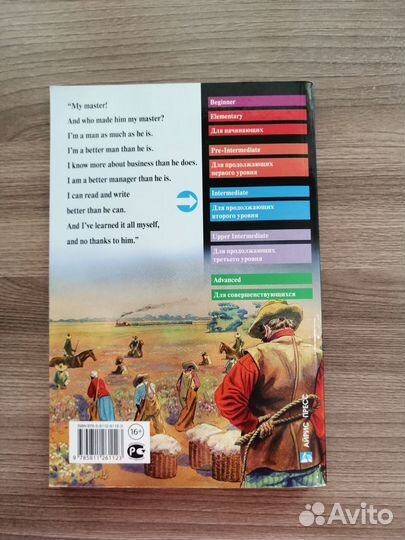 "My master!
And who made him my master?
I'm a man as much as he is.
I'm a better man than he is.
I know more about business than he does.
I am a better manager than he is.
I can read and write
better than he can.
And I've learned it all myself,
and no thanks to him."
Beginner
Elementary
Для начинающих
Pre-Intermediate
Для продолжающих
первого уровня
Intermediate
Для продолжающих
второго уровня
Upper Intermediate
Для продолжающих
третьего уровня
Advanced
Для совершенствующихся
АЙРИС ПРЕСС
16+
9 785811 261123
Avito